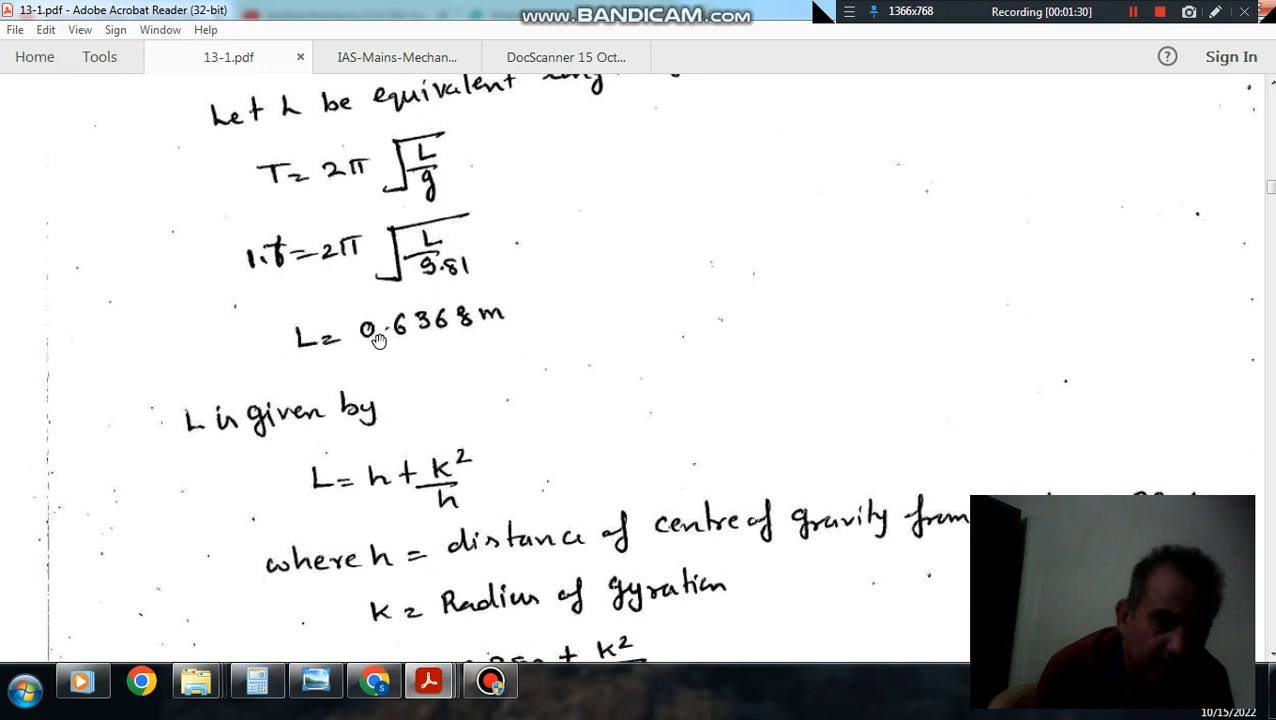 13-1.pdf - Adobe Acrobat Reader (32-bit)
www.BANDICAM.com
1366x768
Recording [00:01:30]
File Edit View Sign Window Help
Home Tools 13-1.pdf × IAS-Mains-Mechan... DocScanner 15 Oct... ? Sign In
Let L be equivalent
T = 2π √(L/g)
= 2π √(L/9.81)
L = 0.6368 m
L is given by
L = h + k²/h
where h = distance of centre of gravity from
k = Radius of gyration
+ k²
10/15/2022